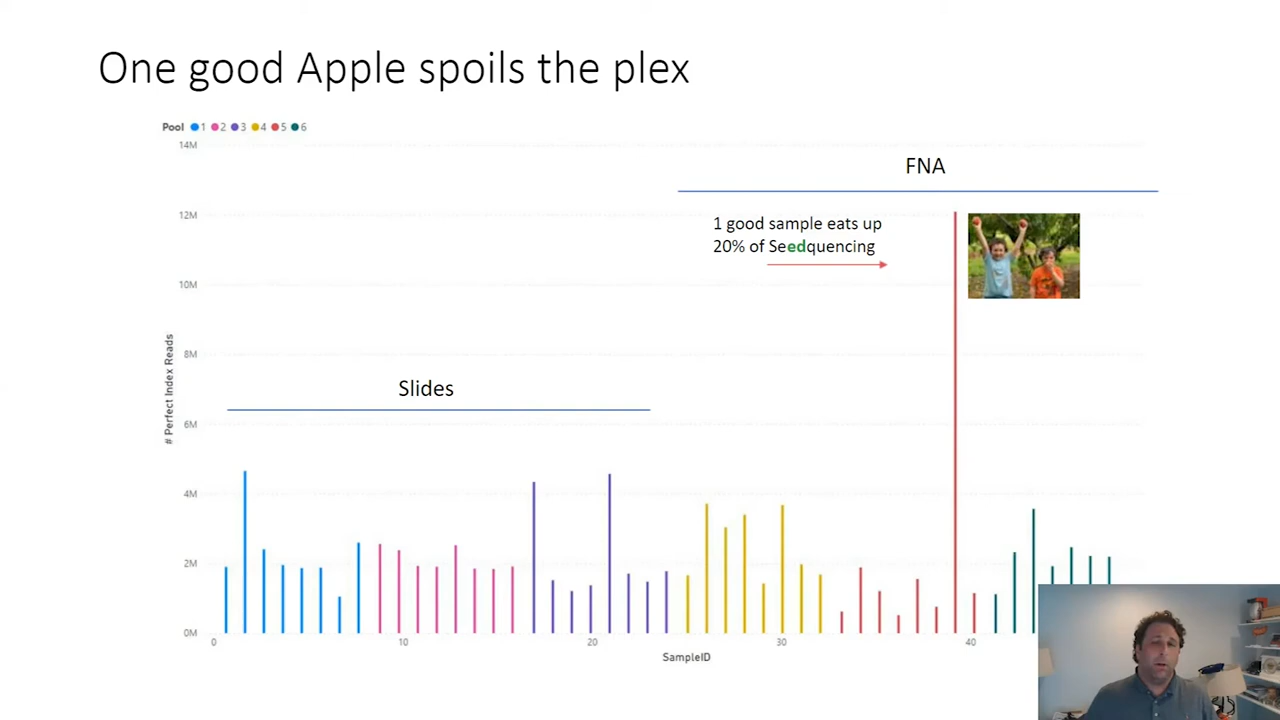 One good Apple spoils the plex
Pool 1 2 3 4 5 6
14M
12M
10M
8M
6M
4M
2M
0M
# Perfect Index Reads
FNA
1 good sample eats up
20% of Seedquencing
Slides
0 10 20 30 40
SampleID